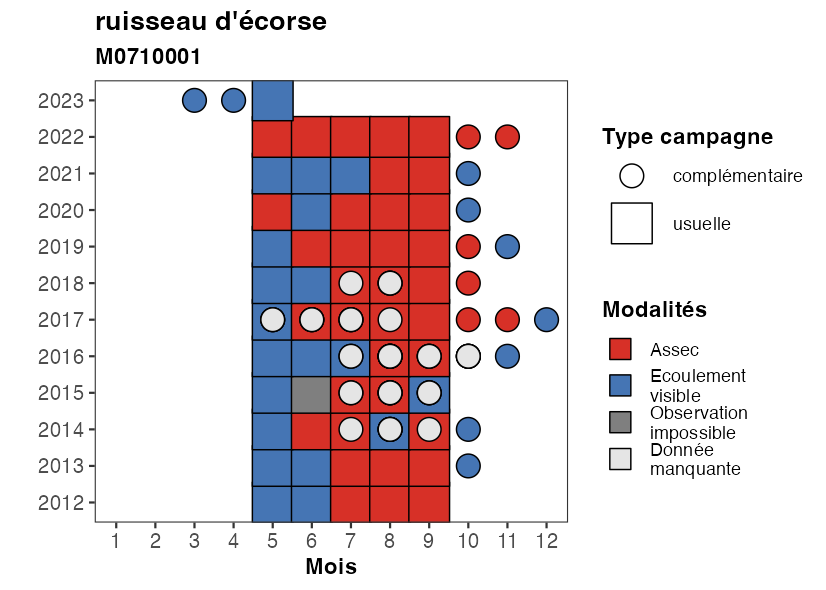 ruisseau d'écorse
M0710001
2023
2022
2021
2020
2019
2018
2017
2016
2015
2014
2013
2012
1 2 3 4 5 6 7 8 9 10 11 12
Mois
Type campagne
complémentaire
usuelle
Modalités
Assec
Ecoulement
visible
Observation
impossible
Donnée
manquante